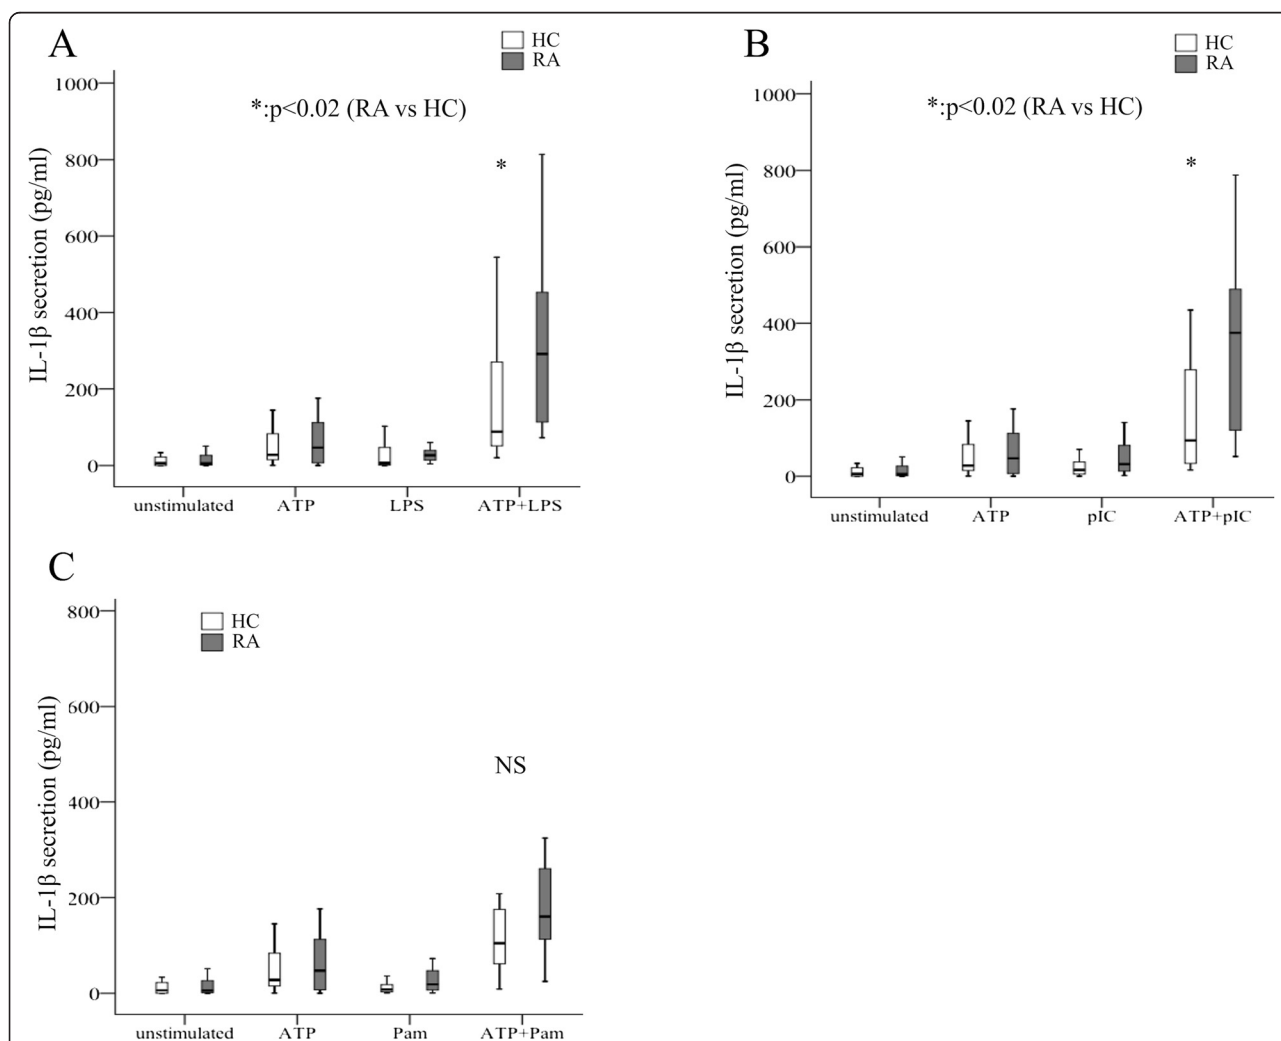 A
HC
RA
*:p<0.02 (RA vs HC)
*
IL-1β secretion (pg/ml)
1000
800
600
400
200
0
unstimulated ATP LPS ATP+LPS
B
HC
RA
*:p<0.02 (RA vs HC)
*
IL-1β secretion (pg/ml)
1000
800
600
400
200
0
unstimulated ATP pIC ATP+pIC
C
HC
RA
NS
IL-1β secretion (pg/ml)
800
600
400
200
0
unstimulated ATP Pam ATP+Pam